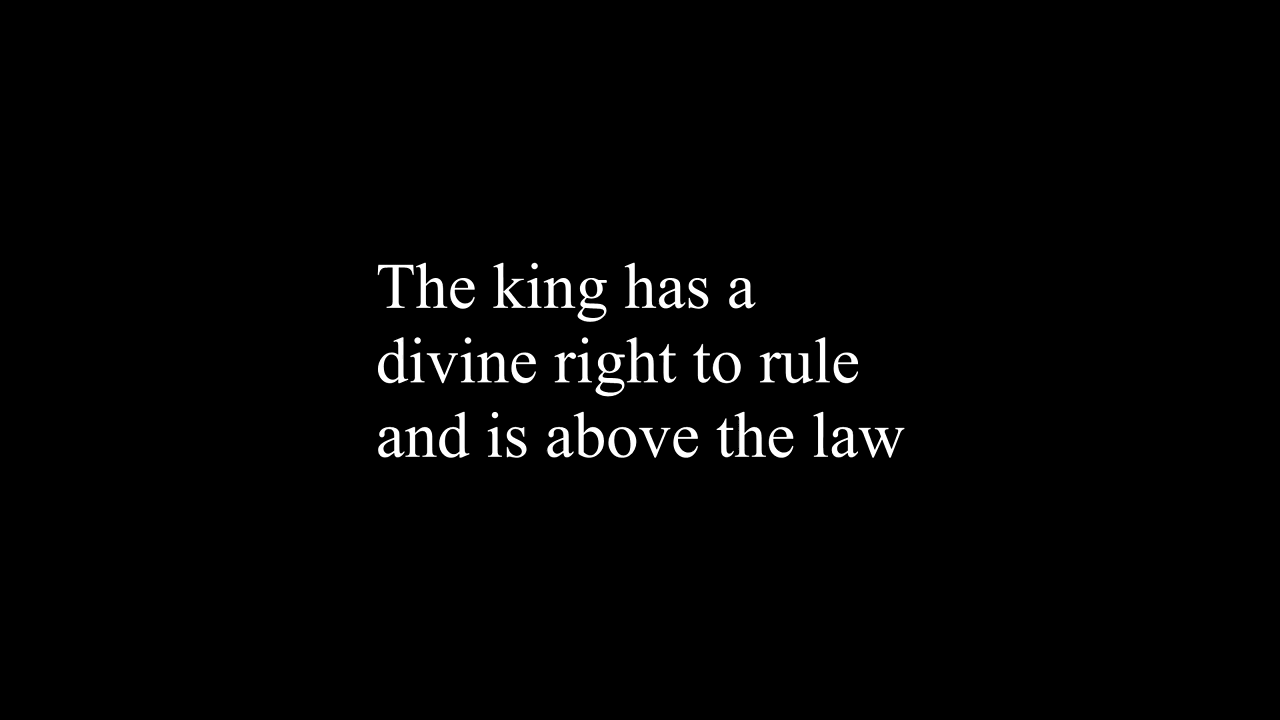 The king has a
divine right to rule
and is above the law